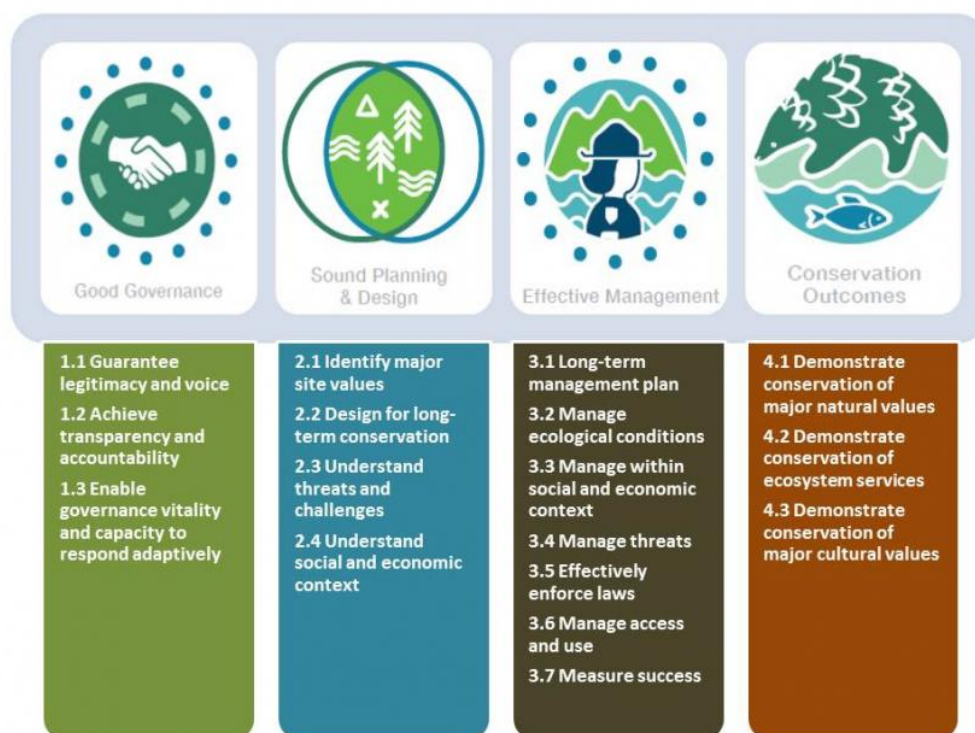 Good Governance
Sound Planning
& Design
Effective Management
Conservation
Outcomes
1.1 Guarantee
legitimacy and voice
1.2 Achieve
transparency and
accountability
1.3 Enable
governance vitality
and capacity to
respond adaptively
2.1 Identify major
site values
2.2 Design for long-
term conservation
2.3 Understand
threats and
challenges
2.4 Understand
social and economic
context
3.1 Long-term
management plan
3.2 Manage
ecological conditions
3.3 Manage within
social and economic
context
3.4 Manage threats
3.5 Effectively
enforce laws
3.6 Manage access
and use
3.7 Measure success
4.1 Demonstrate
conservation of
major natural values
4.2 Demonstrate
conservation of
ecosystem services
4.3 Demonstrate
conservation of
major cultural values